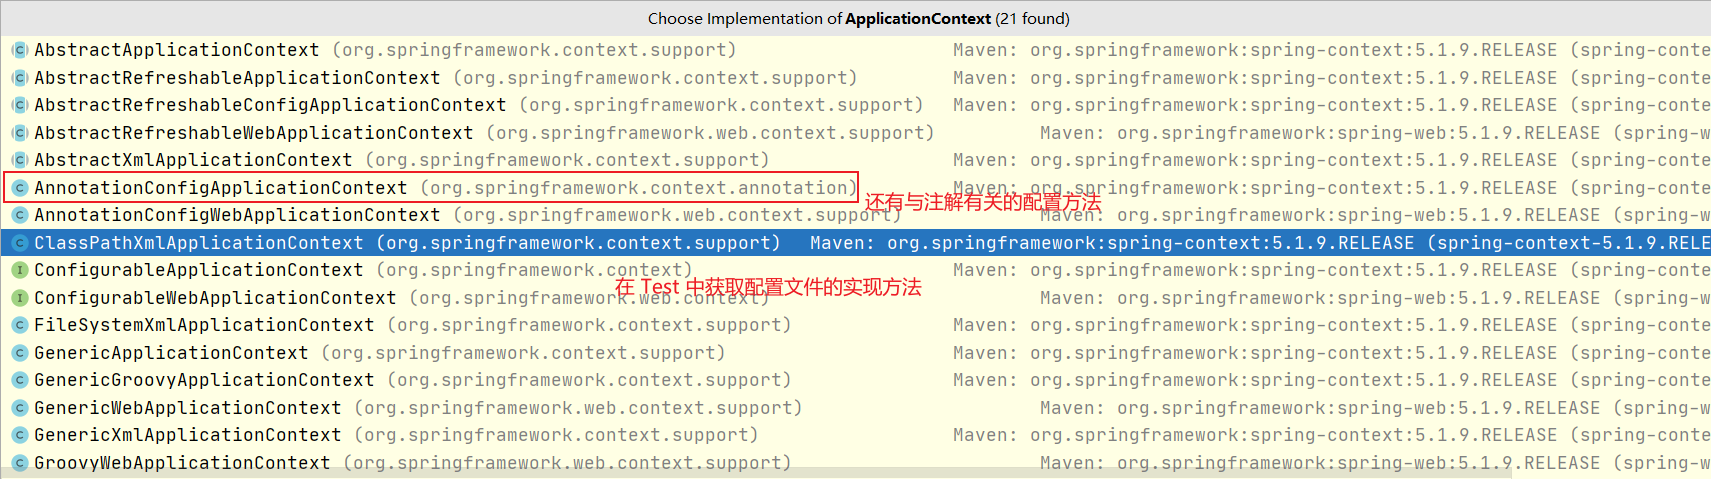 Choose Implementation of ApplicationContext (21 found)
AbstractApplicationContext (org.springframework.context.support) Maven: org.springframework:spring-context:5.1.9.RELEASE (spring-conte
AbstractRefreshableApplicationContext (org.springframework.context.support) Maven: org.springframework:spring-context:5.1.9.RELEASE (spring-conte
AbstractRefreshableConfigApplicationContext (org.springframework.context.support) Maven: org.springframework:spring-context:5.1.9.RELEASE (spring-conte
AbstractRefreshableWebApplicationContext (org.springframework.web.context.support) Maven: org.springframework:spring-web:5.1.9.RELEASE (spring-w
AbstractXmlApplicationContext (org.springframework.context.support) Maven: org.springframework:spring-context:5.1.9.RELEASE (spring-conte
AnnotationConfigApplicationContext (org.springframework.context.annotation) Maven: org.springframework:spring-context:5.1.9.RELEASE (spring-conte
还有与注解有关的配置方法
AnnotationConfigWebApplicationContext (org.springframework.web.context.support) Maven: org.springframework:spring-web:5.1.9.RELEASE (spring-w
ClassPathXmlApplicationContext (org.springframework.context.support) Maven: org.springframework:spring-context:5.1.9.RELEASE (spring-context-5.1.9.RELE
ConfigurableApplicationContext (org.springframework.context) Maven: org.springframework:spring-context:5.1.9.RELEASE (spring-conte
在 Test 中获取配置文件的实现方法
ConfigurableWebApplicationContext (org.springframework.web.context) Maven: org.springframework:spring-web:5.1.9.RELEASE (spring-w
FileSystemXmlApplicationContext (org.springframework.context.support) Maven: org.springframework:spring-context:5.1.9.RELEASE (spring-conte
GenericApplicationContext (org.springframework.context.support) Maven: org.springframework:spring-context:5.1.9.RELEASE (spring-conte
GenericGroovyApplicationContext (org.springframework.context.support) Maven: org.springframework:spring-context:5.1.9.RELEASE (spring-conte
GenericWebApplicationContext (org.springframework.web.context.support) Maven: org.springframework:spring-web:5.1.9.RELEASE (spring-w
GenericXmlApplicationContext (org.springframework.context.support) Maven: org.springframework:spring-context:5.1.9.RELEASE (spring-conte
GroovyWebApplicationContext (org.springframework.web.context.support) Maven: org.springframework:spring-web:5.1.9.RELEASE (spring-w